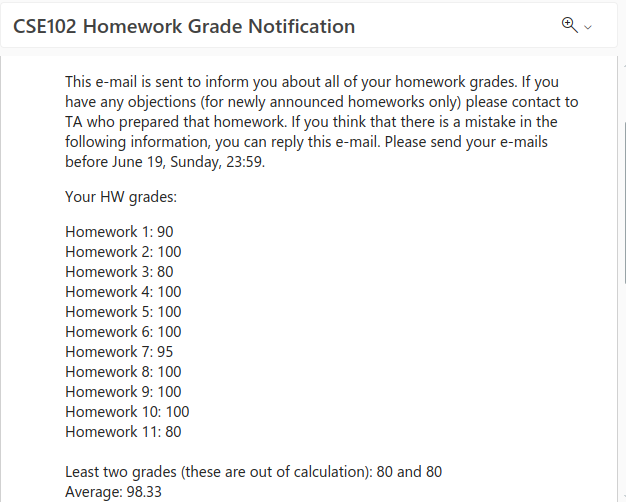 CSE102 Homework Grade Notification
This e-mail is sent to inform you about all of your homework grades. If you
have any objections (for newly announced homeworks only) please contact to
TA who prepared that homework. If you think that there is a mistake in the
following information, you can reply this e-mail. Please send your e-mails
before June 19, Sunday, 23:59.
Your HW grades:
Homework 1: 90
Homework 2: 100
Homework 3: 80
Homework 4: 100
Homework 5: 100
Homework 6: 100
Homework 7: 95
Homework 8: 100
Homework 9: 100
Homework 10: 100
Homework 11: 80
Least two grades (these are out of calculation): 80 and 80
Average: 98.33